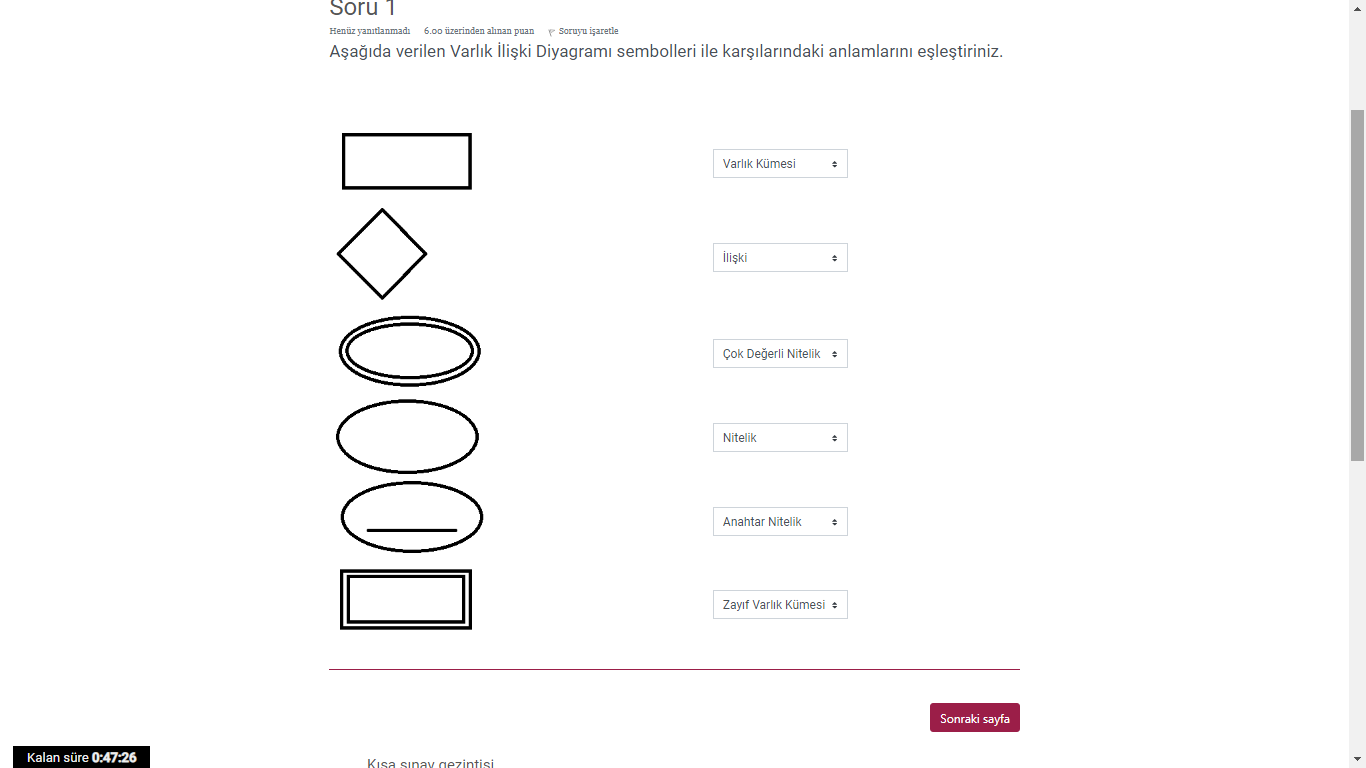 Soru 1
Henüz yanıtlanmadı 6.00 üzerinden alınan puan Soruyu işaretle
Aşağıda verilen Varlık İlişki Diyagramı sembolleri ile karşılarındaki anlamlarını eşleştiriniz.
Varlık Kümesi
İlişki
Çok Değerli Nitelik
Nitelik
Anahtar Nitelik
Zayıf Varlık Kümesi
Sonraki sayfa
Kalan süre 0:47:26
Kısa sınav gezintisi